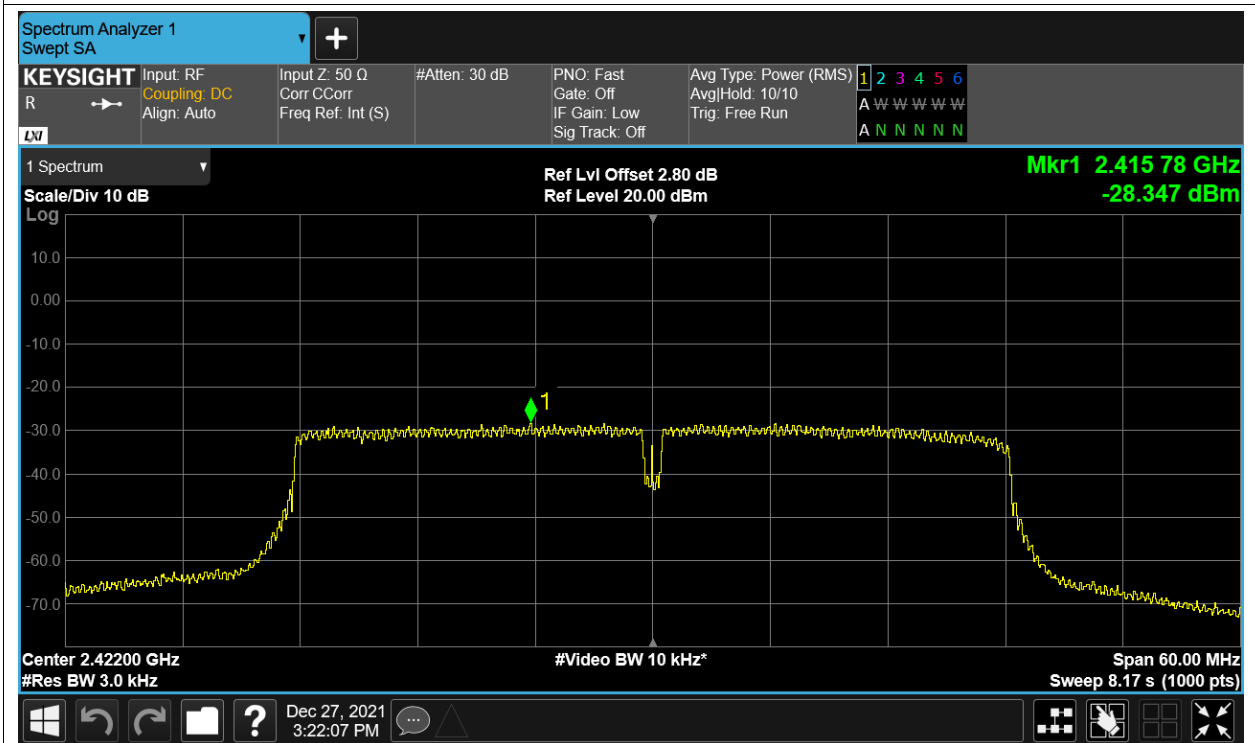 Spectrum Analyzer 1
Swept SA
KEYSIGHT
R
LXI
Input: RF
Coupling: DC
Align: Auto
Input Z: 50 Ω
Corr CCorr
Freq Ref: Int (S)
#Atten: 30 dB
PNO: Fast
Gate: Off
IF Gain: Low
Sig Track: Off
Avg Type: Power (RMS)
Avg|Hold: 10/10
Trig: Free Run
1 2 3 4 5 6
A W W W W W
A N N N N N
1 Spectrum
Scale/Div 10 dB
Ref Lvl Offset 2.80 dB
Ref Level 20.00 dBm
Mkr1 2.415 78 GHz
-28.347 dBm
Log
10.0
0.00
-10.0
-20.0
-30.0
-40.0
-50.0
-60.0
-70.0
1
Center 2.42200 GHz
#Res BW 3.0 kHz
#Video BW 10 kHz*
Span 60.00 MHz
Sweep 8.17 s (1000 pts)
?
Dec 27, 2021
3:22:07 PM